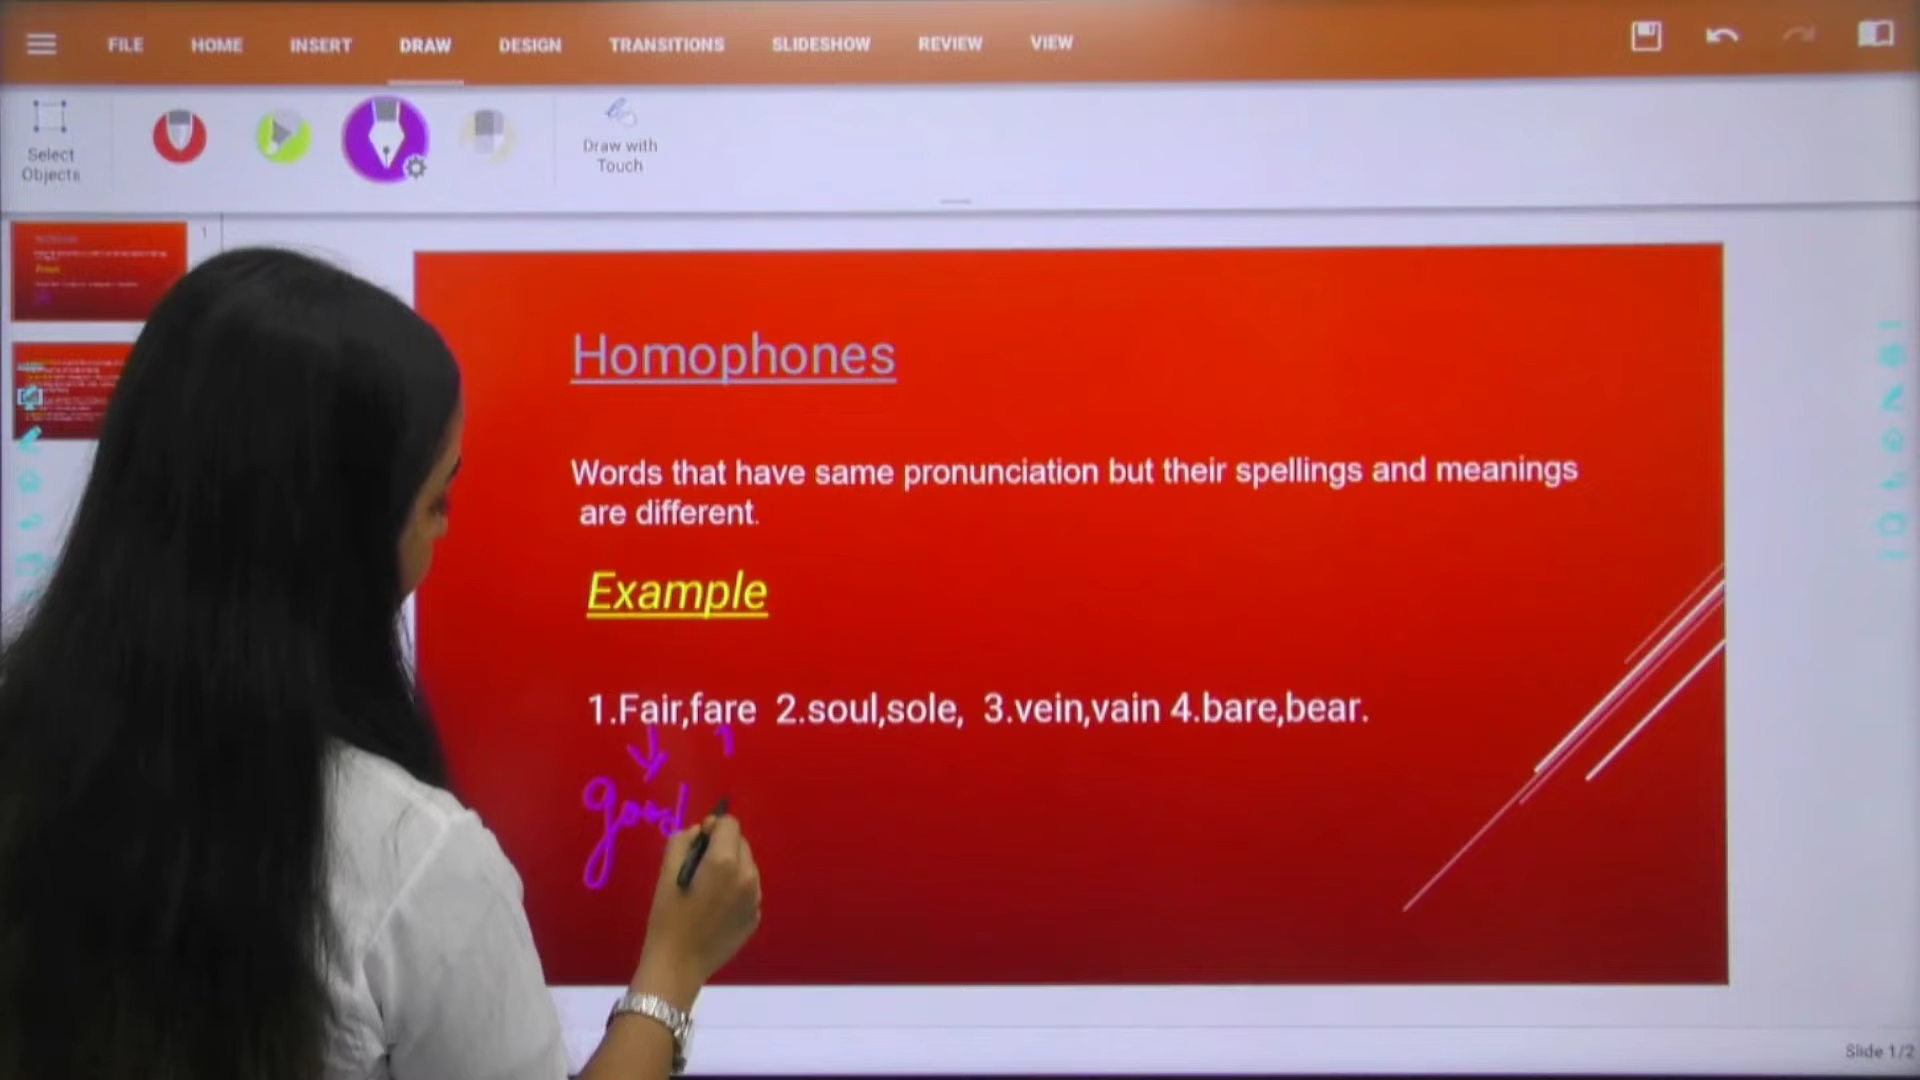 FILE HOME INSERT DRAW DESIGN TRANSITIONS SLIDESHOW REVIEW VIEW
Select
Objects
Draw with
Touch
1
Homophones
Words that have same pronunciation but their spellings and meanings
are different.
Example
1.Fair,fare 2.soul,sole, 3.vein,vain 4.bare,bear.
good
Slide 1/2